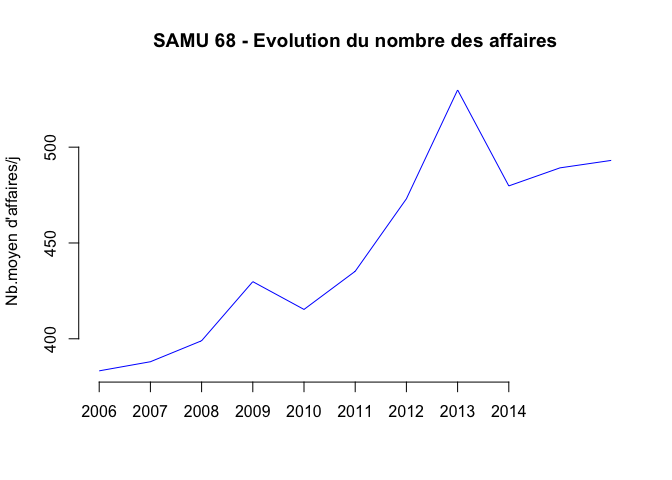 SAMU 68 - Evolution du nombre des affaires
Nb.moyen d'affaires/j
500
450
400
2006 2007 2008 2009 2010 2011 2012 2013 2014